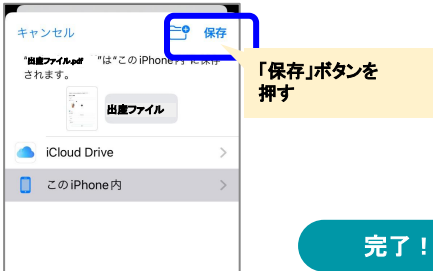 キャンセル
保存
“出産ファイル.pdf”は“このiPhone内”に保存
されます。
出産ファイル
iCloud Drive
このiPhone内
「保存」ボタンを
押す
完了！